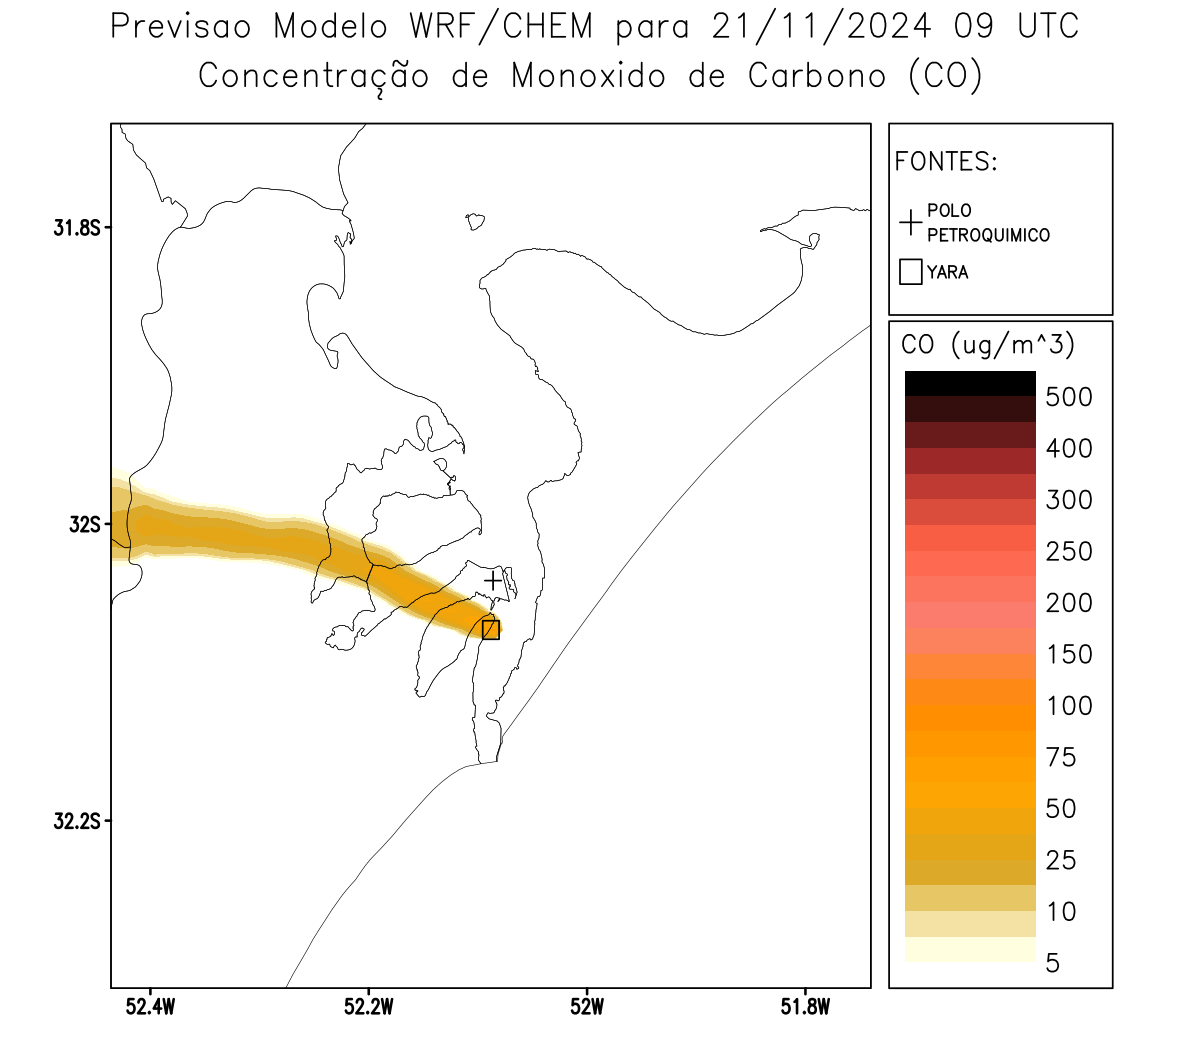 Previsao Modelo WRF/CHEM para 21/11/2024 09 UTC
Concentração de Monoxido de Carbono (CO)
FONTES:
POLO
PETROQUIMICO
YARA
CO (ug/m^3)
500
400
300
250
200
150
100
75
50
25
10
5
31.8S
32S
32.2S
52.4W
52.2W
52W
51.8W